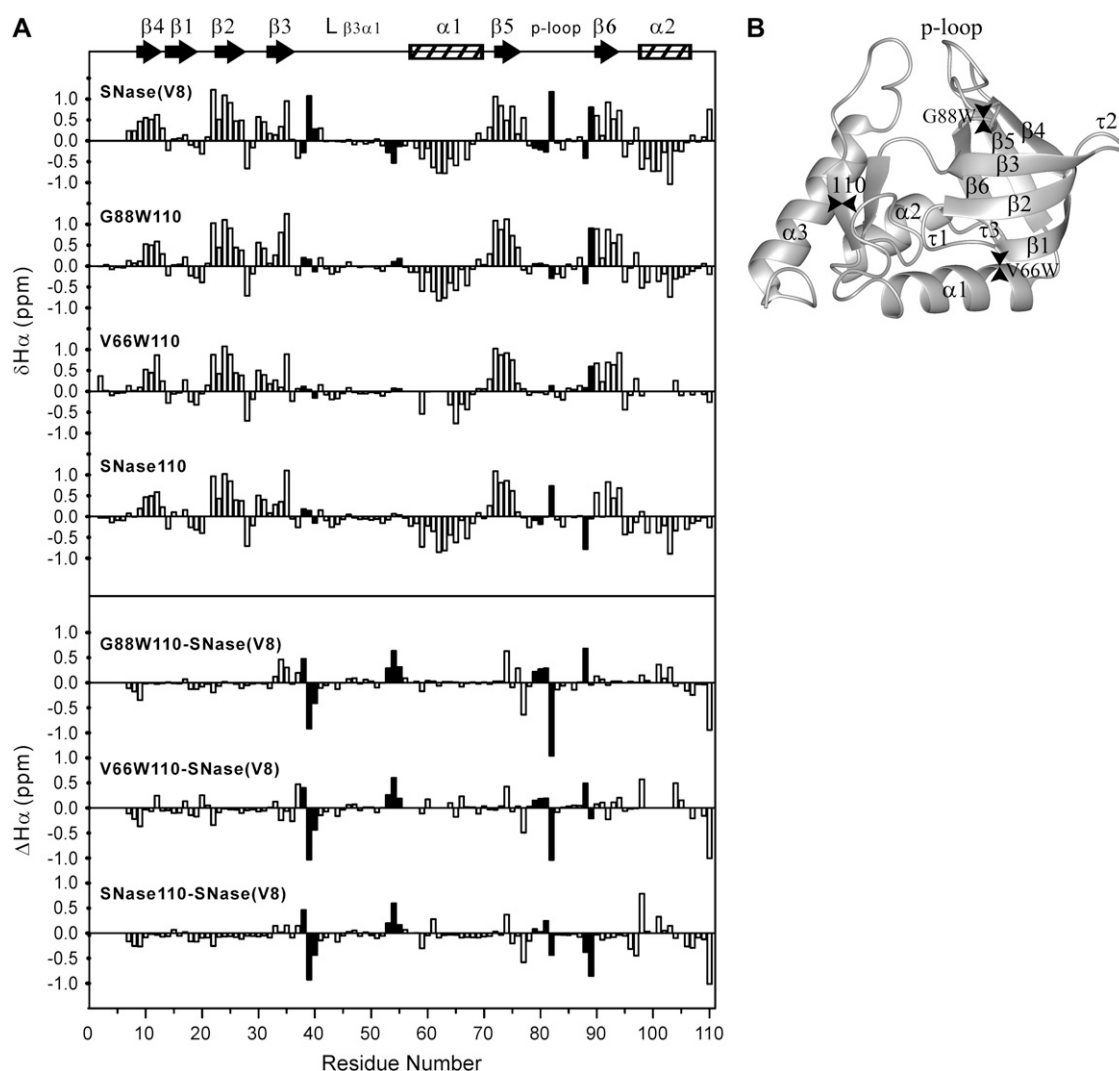 A
β4 β1 β2 β3 L β3α1 α1 β5 p-loop β6 α2
SNase(V8)
1.0
0.5
0.0
-0.5
-1.0
G88W110
1.0
0.5
0.0
-0.5
-1.0
V66W110
1.0
0.5
0.0
-0.5
-1.0
SNase110
1.0
0.5
0.0
-0.5
-1.0
δHα (ppm)
G88W110-SNase(V8)
1.0
0.5
0.0
-0.5
-1.0
V66W110-SNase(V8)
1.0
0.5
0.0
-0.5
-1.0
SNase110-SNase(V8)
1.0
0.5
0.0
-0.5
-1.0
ΔHα (ppm)
0 10 20 30 40 50 60 70 80 90 100 110
Residue Number
B
p-loop
G88W
β5
β4
τ2
β3
β6
110
β2
α2
α3
τ1
τ3
β1
V66W
α1